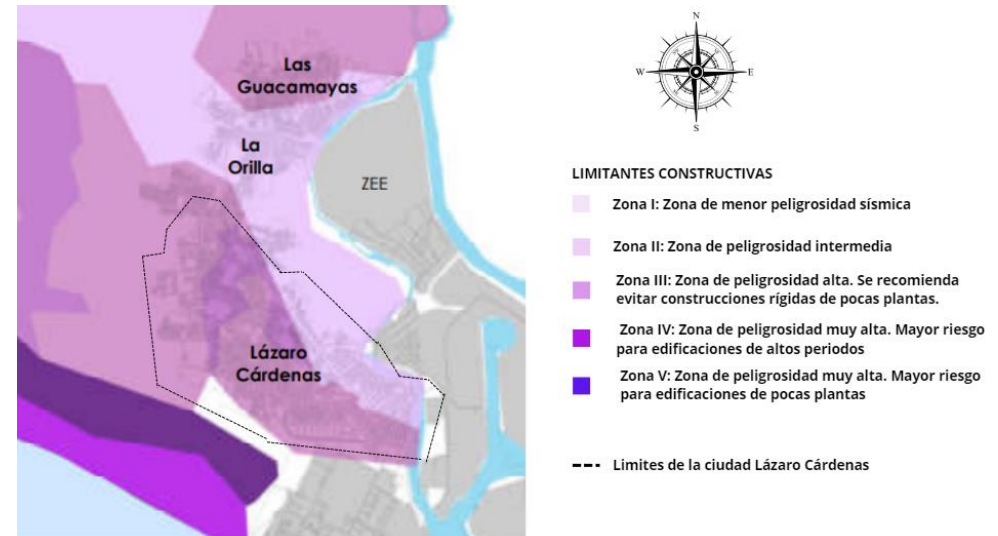 Las
Guacamayas
La
Orilla
ZEE
Lázaro
Cárdenas
N
W
E
S
LIMITANTES CONSTRUCTIVAS
Zona I: Zona de menor peligrosidad sísmica
Zona II: Zona de peligrosidad intermedia
Zona III: Zona de peligrosidad alta. Se recomienda
evitar construcciones rígidas de pocas plantas.
Zona IV: Zona de peligrosidad muy alta. Mayor riesgo
para edificaciones de altos periodos
Zona V: Zona de peligrosidad muy alta. Mayor riesgo
para edificaciones de pocas plantas
Limites de la ciudad Lázaro Cárdenas